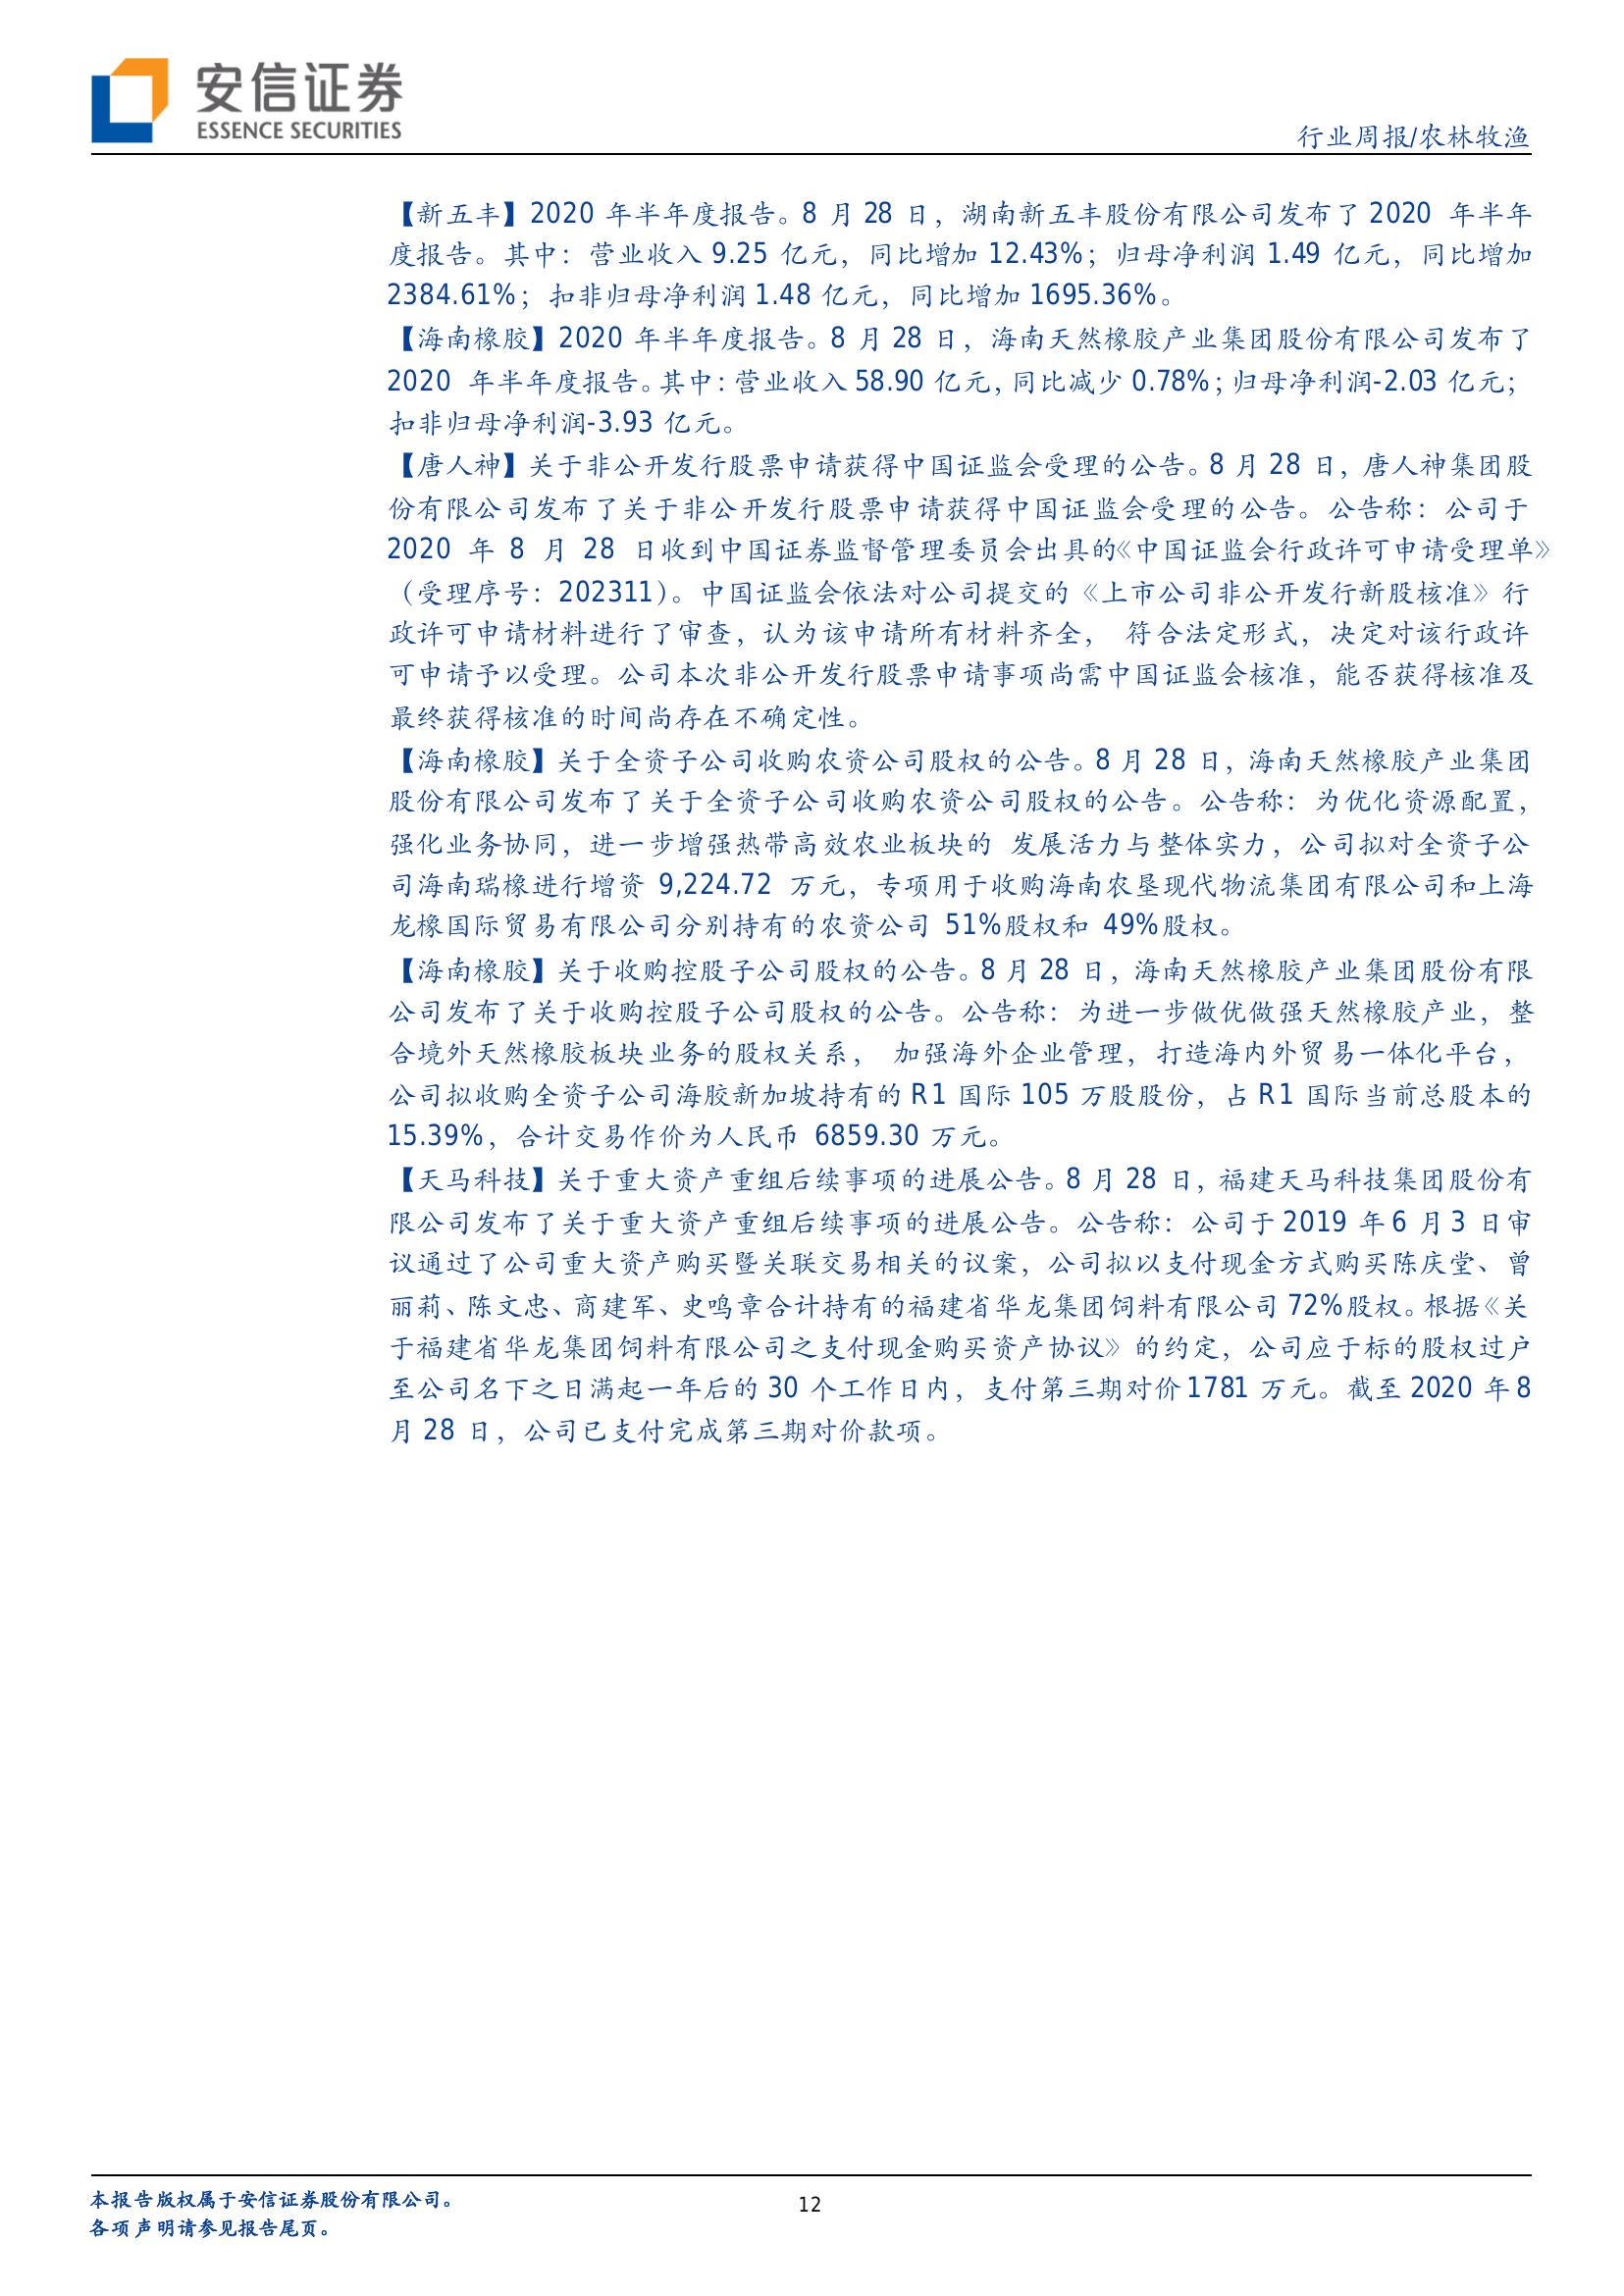 安信证券
ESSENCE SECURITIES
行业周报/农林牧渔
【新五丰】2020 年半年度报告。8 月 28 日，湖南新五丰股份有限公司发布了 2020 年半年
度报告。其中：营业收入 9.25 亿元，同比增加 12.43%；归母净利润 1.49 亿元，同比增加
2384.61%；扣非归母净利润 1.48 亿元，同比增加 1695.36%。
【海南橡胶】2020 年半年度报告。8 月 28 日，海南天然橡胶产业集团股份有限公司发布了
2020 年半年度报告。其中：营业收入 58.90 亿元，同比减少 0.78%；归母净利润-2.03 亿元；
扣非归母净利润-3.93 亿元。
【唐人神】关于非公开发行股票申请获得中国证监会受理的公告。8 月 28 日，唐人神集团股
份有限公司发布了关于非公开发行股票申请获得中国证监会受理的公告。公告称：公司于
2020 年 8 月 28 日收到中国证券监督管理委员会出具的《中国证监会行政许可申请受理单》
（受理序号：202311）。中国证监会依法对公司提交的《上市公司非公开发行新股核准》行
政许可申请材料进行了审查，认为该申请所有材料齐全， 符合法定形式，决定对该行政许
可申请予以受理。公司本次非公开发行股票申请事项尚需中国证监会核准，能否获得核准及
最终获得核准的时间尚存在不确定性。
【海南橡胶】关于全资子公司收购农资公司股权的公告。8 月 28 日，海南天然橡胶产业集团
股份有限公司发布了关于全资子公司收购农资公司股权的公告。公告称：为优化资源配置，
强化业务协同，进一步增强热带高效农业板块的 发展活力与整体实力，公司拟对全资子公
司海南瑞橡进行增资 9,224.72 万元，专项用于收购海南农垦现代物流集团有限公司和上海
龙橡国际贸易有限公司分别持有的农资公司 51%股权和 49%股权。
【海南橡胶】关于收购控股子公司股权的公告。8 月 28 日，海南天然橡胶产业集团股份有限
公司发布了关于收购控股子公司股权的公告。公告称：为进一步做优做强天然橡胶产业，整
合境外天然橡胶板块业务的股权关系， 加强海外企业管理，打造海内外贸易一体化平台，
公司拟收购全资子公司海胶新加坡持有的 R1 国际 105 万股股份，占 R1 国际当前总股本的
15.39%，合计交易作价为人民币 6859.30 万元。
【天马科技】关于重大资产重组后续事项的进展公告。8 月 28 日，福建天马科技集团股份有
限公司发布了关于重大资产重组后续事项的进展公告。公告称：公司于 2019 年 6 月 3 日审
议通过了公司重大资产购买暨关联交易相关的议案，公司拟以支付现金方式购买陈庆堂、曾
丽莉、陈文忠、商建军、史鸣章合计持有的福建省华龙集团饲料有限公司 72%股权。根据《关
于福建省华龙集团饲料有限公司之支付现金购买资产协议》的约定，公司应于标的股权过户
至公司名下之日满起一年后的 30 个工作日内，支付第三期对价 1781 万元。截至 2020 年 8
月 28 日，公司已支付完成第三期对价款项。
本报告版权属于安信证券股份有限公司。
12
各项声明请参见报告尾页。